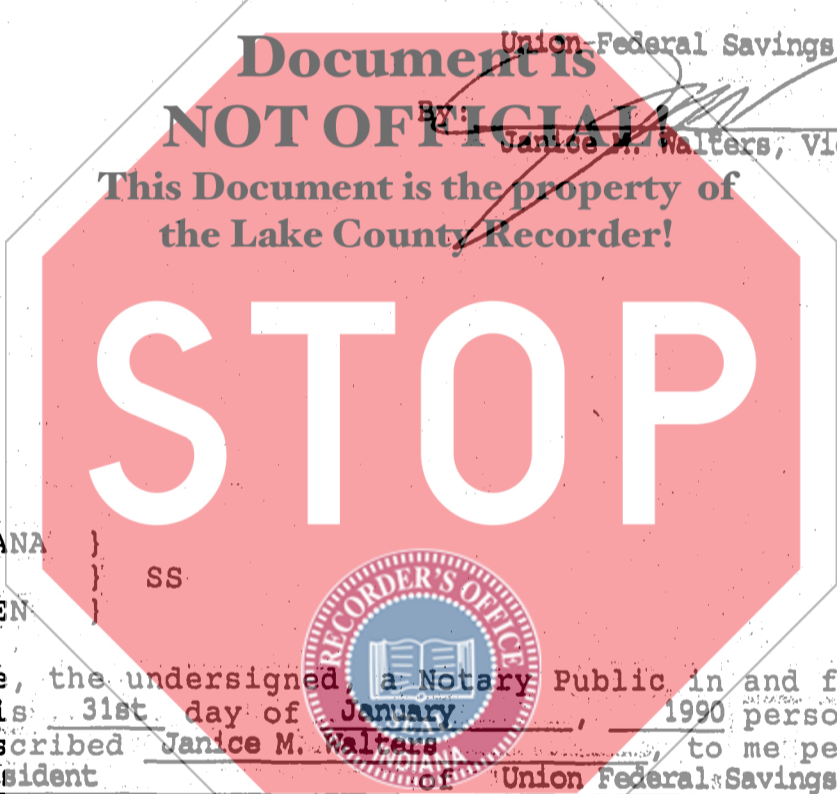 Union Federal Savings
Document is
NOT OFFICIAL!
By:
Janice M. Walters, Vic
This Document is the property of
the Lake County Recorder!
STOP
ANA }
} SS
EN }
RECORDER'S OFFICE
INDIANA
e, the undersigned, a Notary Public in and f
is 31st day of January, 1990 perso
scribed Janice M. Walters, to me pe
sident of Union Federal Savings